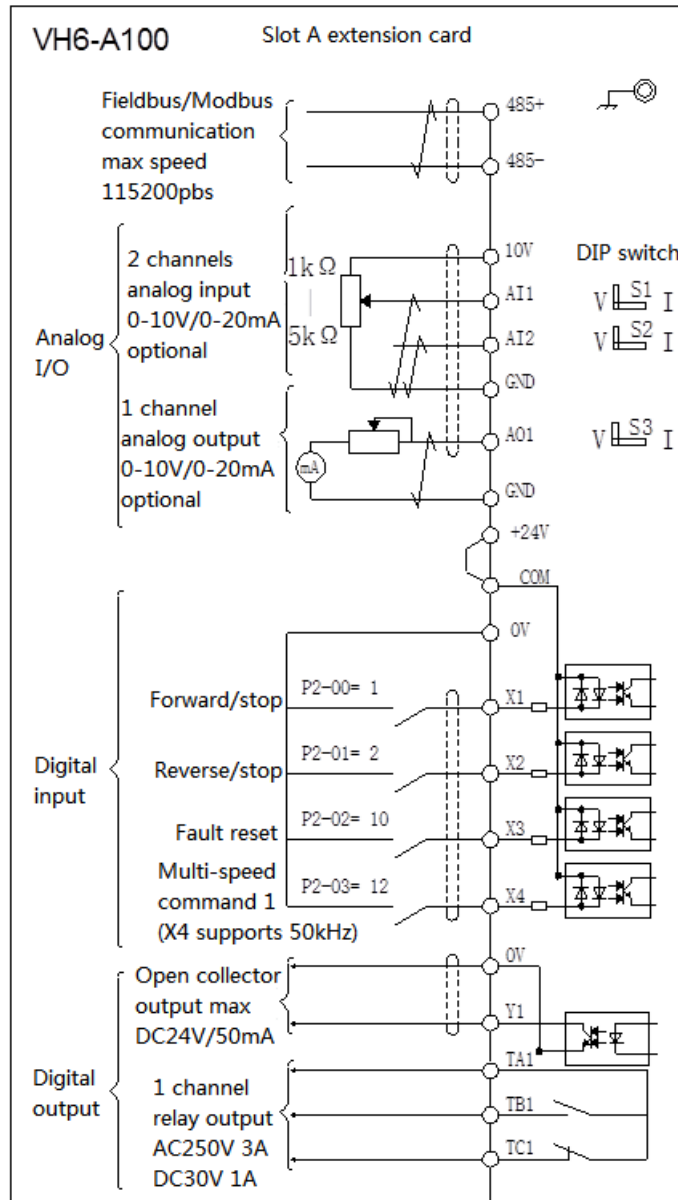 VH6-A100 Slot A extension card
Fieldbus/Modbus
communication
max speed
115200pbs
485+
485-
Analog
I/O
2 channels
analog input
0-10V/0-20mA
optional
1kΩ
5kΩ
10V
AI1
AI2
GND
DIP switch
V S1 I
V S2 I
1 channel
analog output
0-10V/0-20mA
optional
mA
AO1
GND
V S3 I
+24V
COM
0V
Digital
input
Forward/stop P2-00= 1 X1
Reverse/stop P2-01= 2 X2
Fault reset P2-02= 10 X3
Multi-speed
command 1 P2-03= 12 X4
(X4 supports 50kHz)
Digital
output
Open collector
output max
DC24V/50mA
0V
Y1
1 channel
relay output
AC250V 3A
DC30V 1A
TA1
TB1
TC1